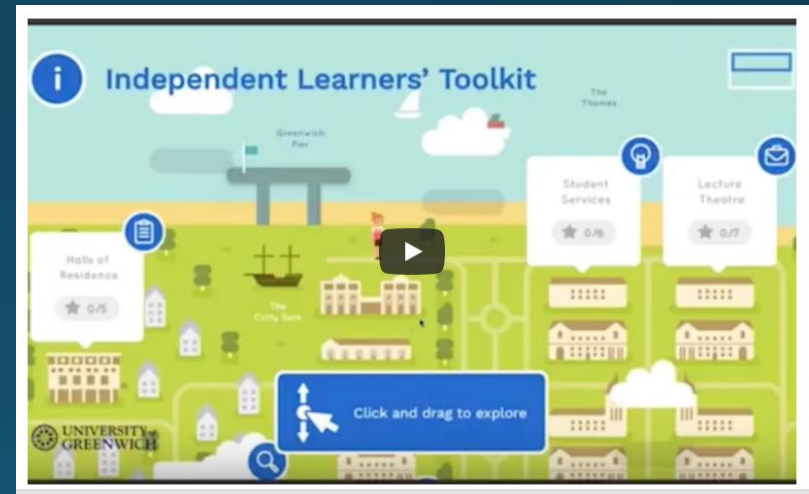 i
Independent Learners' Toolkit
The
Thames
Greenwich
Pier
Student
Services
0/6
Lecture
Theatre
0/7
Halls of
Residence
0/5
The
Cutty Sark
Click and drag to explore
UNIVERSITY of
GREENWICH